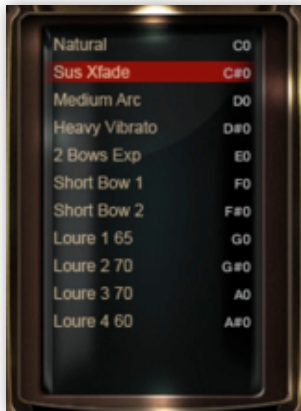 Natural C0
Sus Xfade C#0
Medium Arc D0
Heavy Vibrato D#0
2 Bows Exp E0
Short Bow 1 F0
Short Bow 2 F#0
Loure 1 65 G0
Loure 2 70 G#0
Loure 3 70 A0
Loure 4 60 A#0